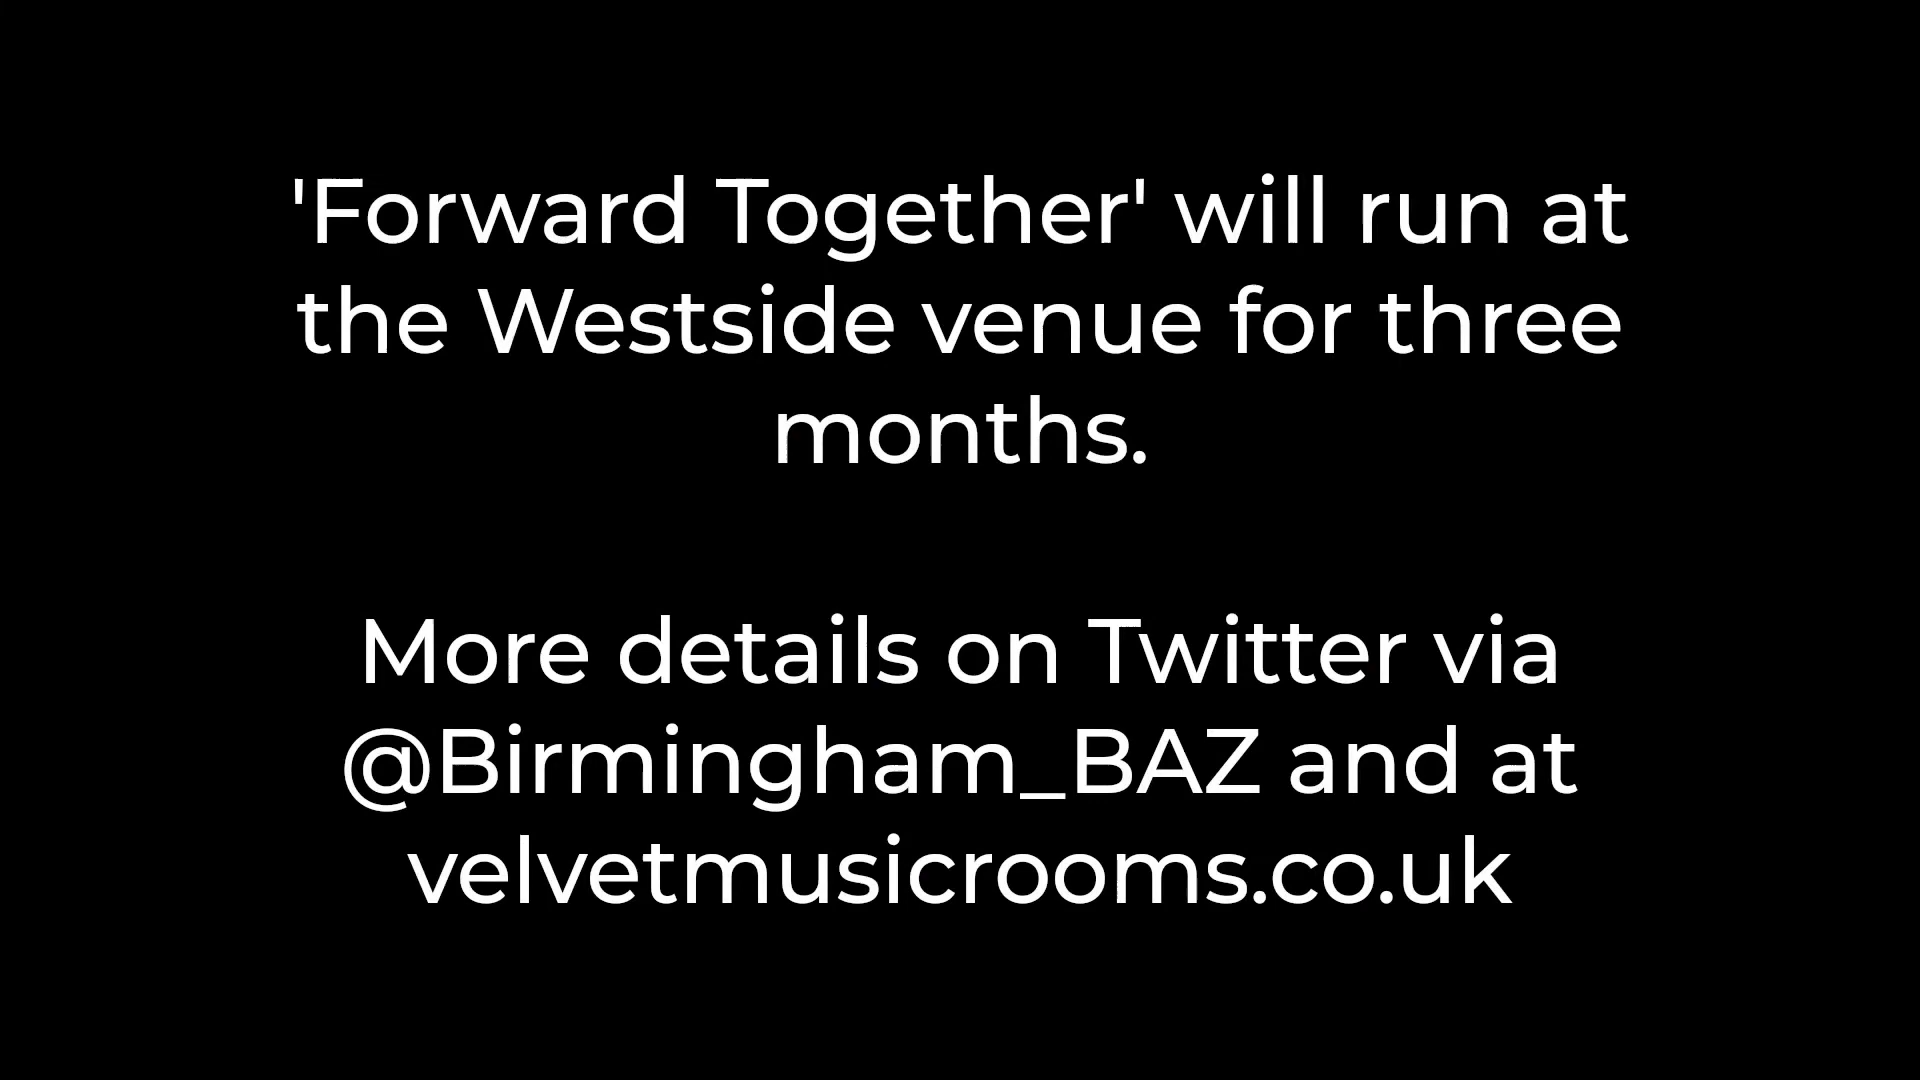 'Forward Together' will run at
the Westside venue for three
months.
More details on Twitter via
@Birmingham_BAZ and at
velvetmusicrooms.co.uk